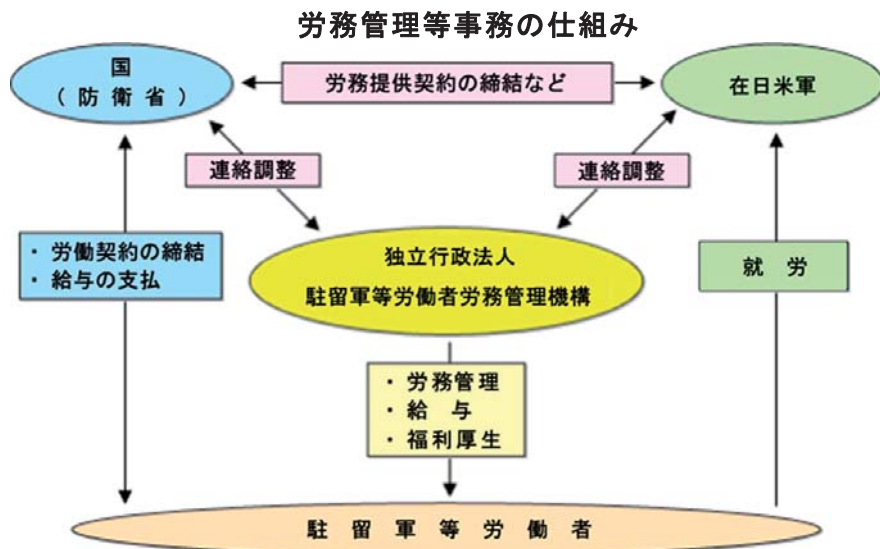 労務管理等事務の仕組み
国
(防衛省)
労務提供契約の締結など
在日米軍
連絡調整
連絡調整
・労働契約の締結
・給与の支払
独立行政法人
駐留軍等労働者労務管理機構
就 労
・労務管理
・給 与
・福利厚生
駐留軍等労働者